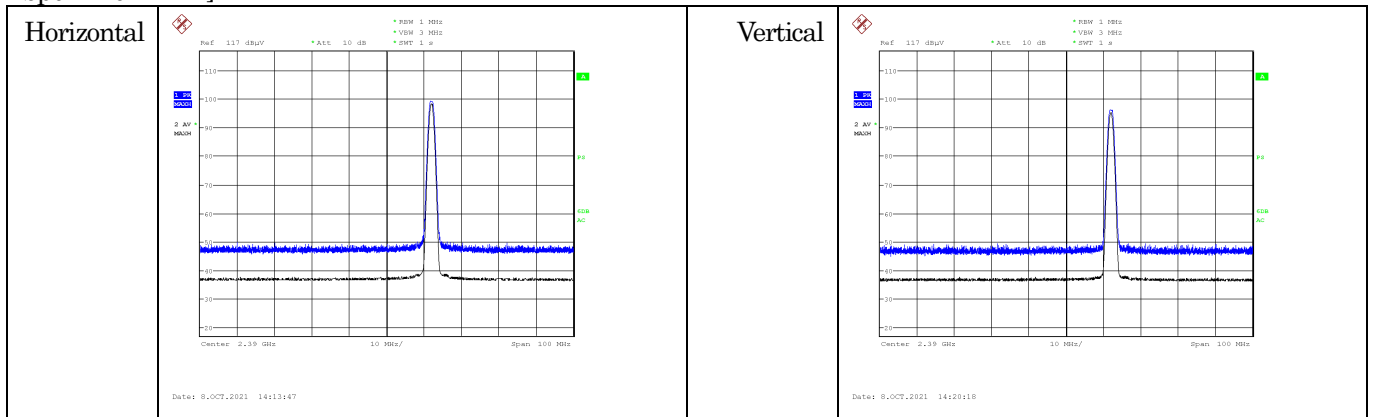 Horizontal
* RBW 1 MHz
* VBW 3 MHz
Ref 117 dBµV * Att 10 dB * SWT 1 s
110
A
1 PK
MAXH
100
2 AV *
MAXH
90
80
PS
70
60
6DB
AC
50
40
30
20
Center 2.39 GHz 10 MHz/ Span 100 MHz
Date: 8.OCT.2021 14:13:47
Vertical
* RBW 1 MHz
* VBW 3 MHz
Ref 117 dBµV * Att 10 dB * SWT 1 s
110
A
1 PK
MAXH
100
2 AV *
MAXH
90
80
PS
70
60
6DB
AC
50
40
30
20
Center 2.39 GHz 10 MHz/ Span 100 MHz
Date: 8.OCT.2021 14:20:18